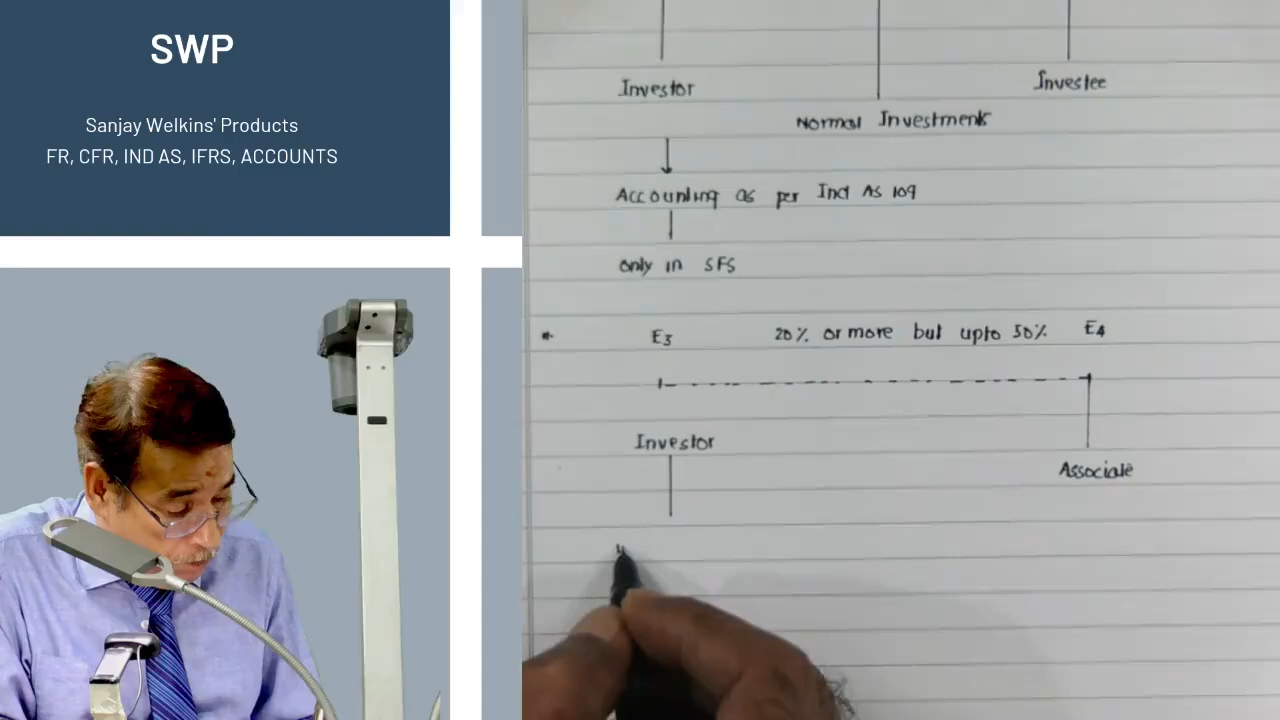 SWP
Sanjay Welkins' Products
FR, CFR, IND AS, IFRS, ACCOUNTS
Investor
Investee
Normal Investment
Accounting as per Ind AS 109
only in SFS
* E3 20% or more but upto 50% E4
Investor
Associate